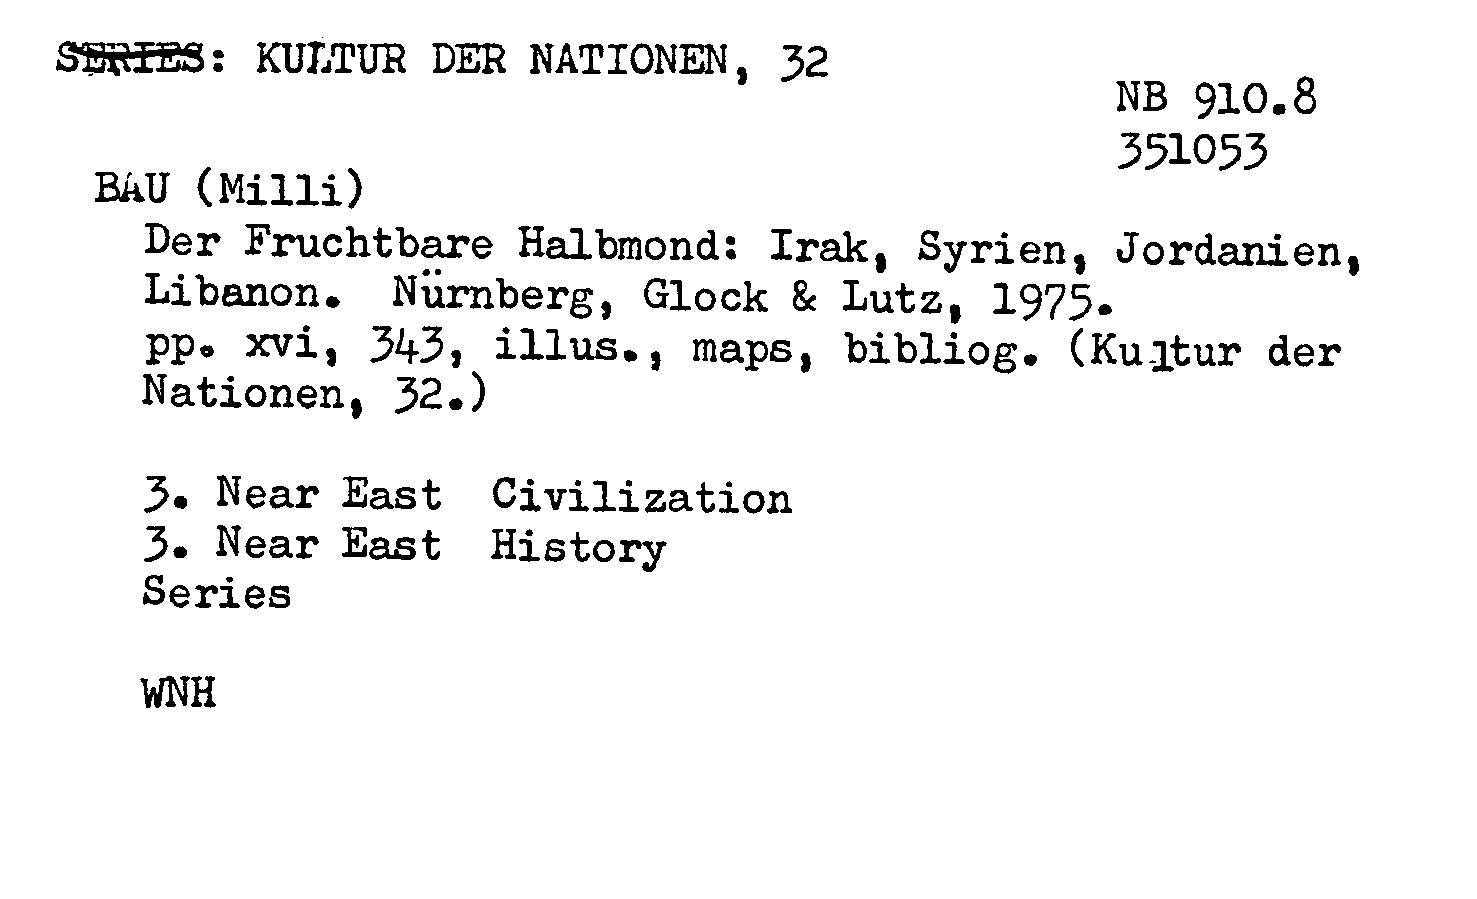 SERIES: KULTUR DER NATIONEN, 32
NB 910.8
351053
BAU (Milli)
Der Fruchtbare Halbmond: Irak, Syrien, Jordanien,
Libanon. Nürnberg, Glock & Lutz, 1975.
pp. xvi, 343, illus., maps, bibliog. (Kultur der
Nationen, 32.)
3. Near East Civilization
3. Near East History
Series
WNH